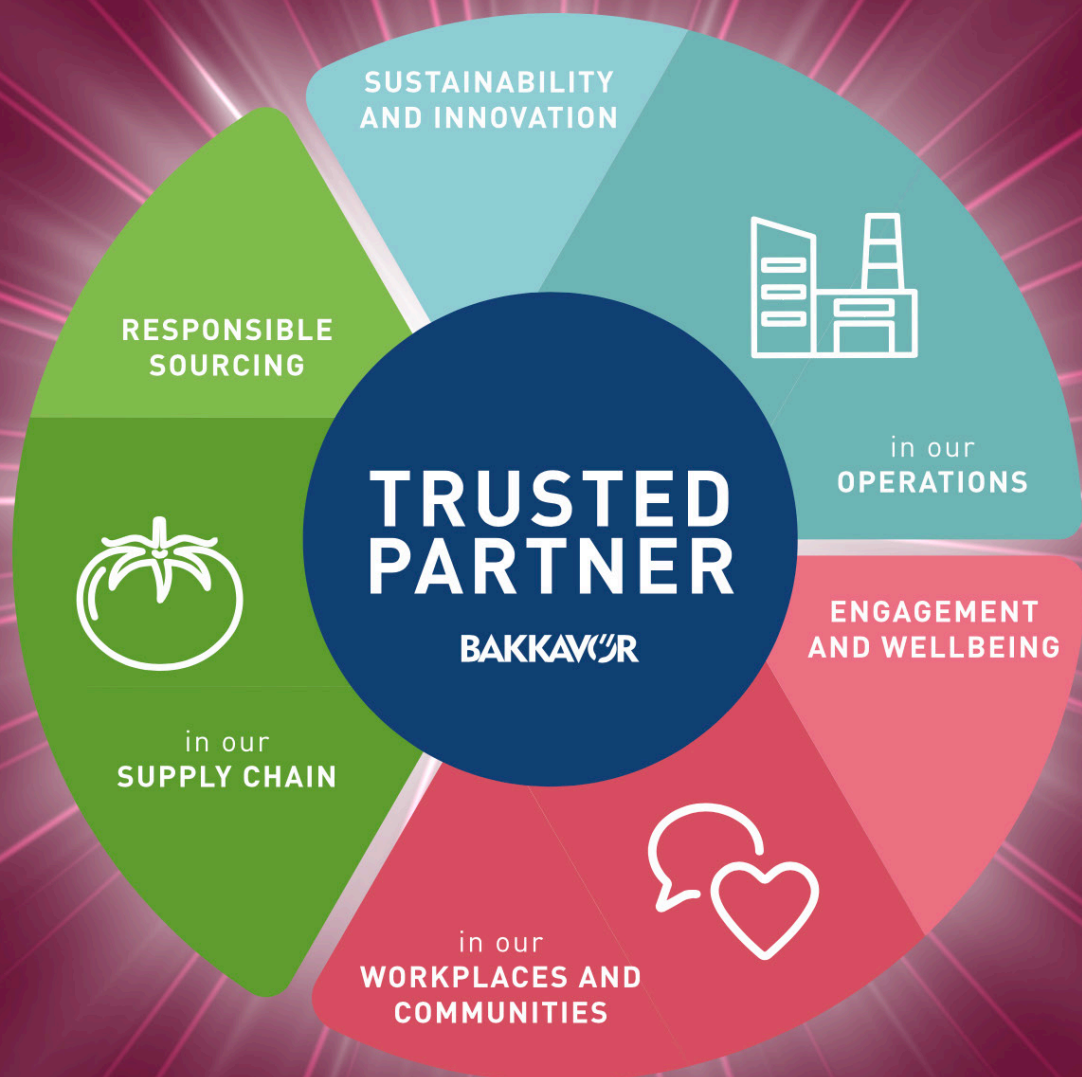 SUSTAINABILITY
AND INNOVATION
in our
OPERATIONS
RESPONSIBLE
SOURCING
in our
SUPPLY CHAIN
TRUSTED
PARTNER
BAKKAVÖR
ENGAGEMENT
AND WELLBEING
in our
WORKPLACES AND
COMMUNITIES